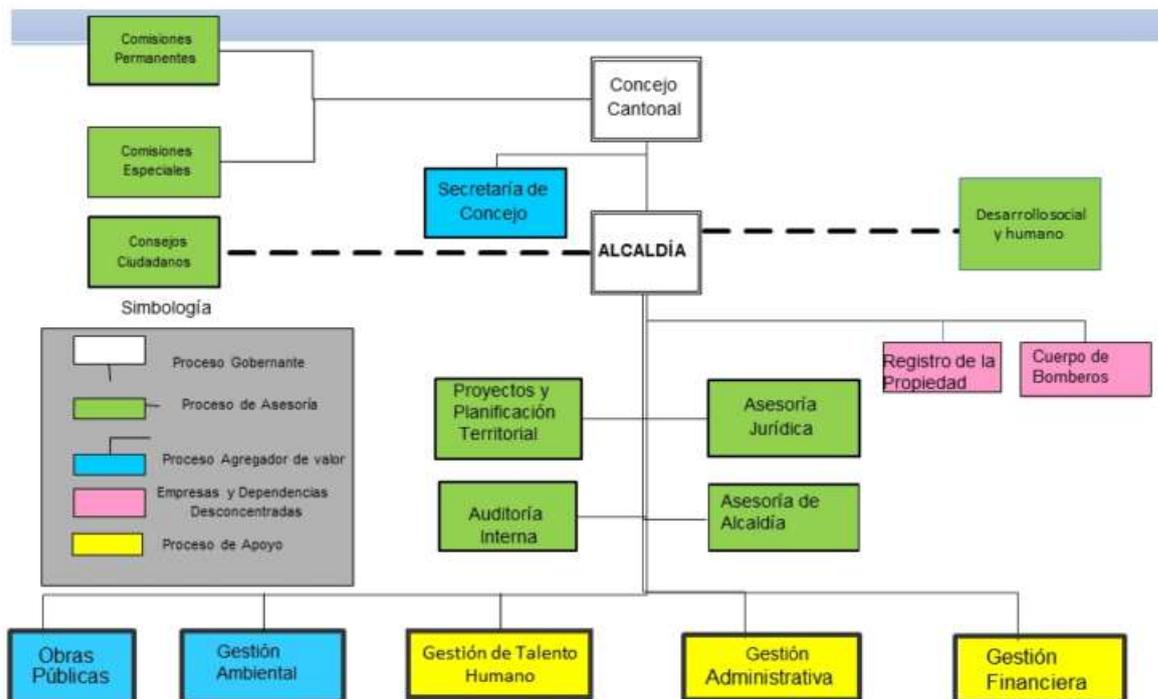 Comisiones
Permanentes
Concejo
Cantonal
Comisiones
Especiales
Secretaría de
Concejo
Desarrollo social
y humano
Consejos
Ciudadanos
ALCALDÍA
Simbología
Proceso Gobernante
Proceso de Asesoría
Proceso Agregador de valor
Empresas y Dependencias
Desconcentradas
Proceso de Apoyo
Registro de la
Propiedad
Cuerpo de
Bomberos
Proyectos y
Planificación
Territorial
Asesoría
Jurídica
Auditoría
Interna
Asesoría de
Alcaldía
Obras
Públicas
Gestión
Ambiental
Gestión de Talento
Humano
Gestión
Administrativa
Gestión
Financiera